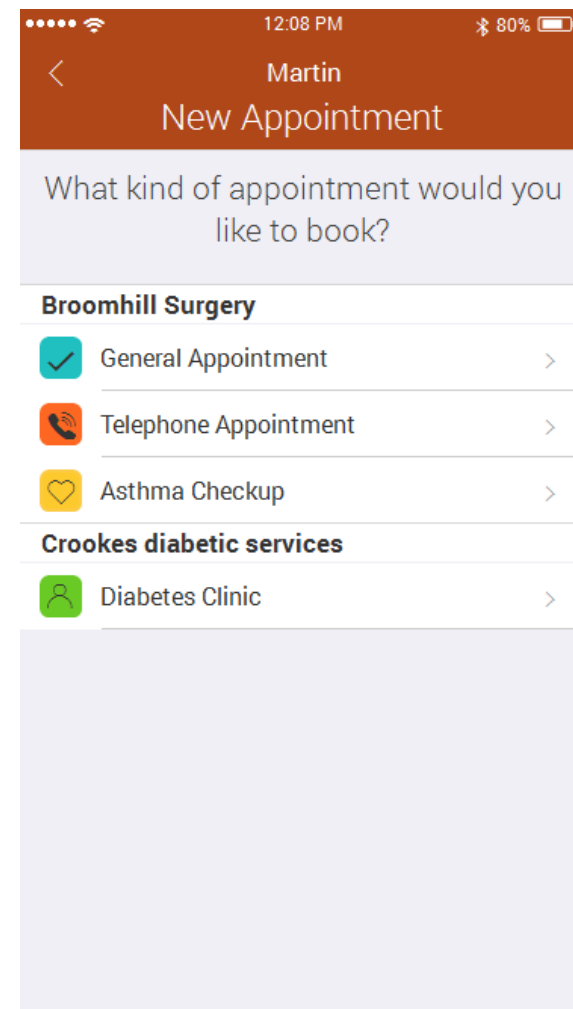 12:08 PM 80%
Martin
New Appointment
What kind of appointment would you
like to book?
Broomhill Surgery
General Appointment
Telephone Appointment
Asthma Checkup
Crookes diabetic services
Diabetes Clinic